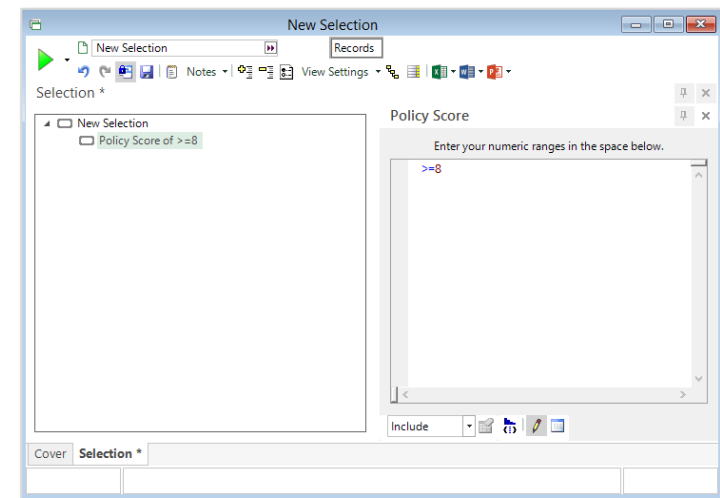 New Selection
New Selection
Records
Notes
View Settings
Selection *
New Selection
Policy Score of >=8
Policy Score
Enter your numeric ranges in the space below.
>=8
Include
Cover
Selection *